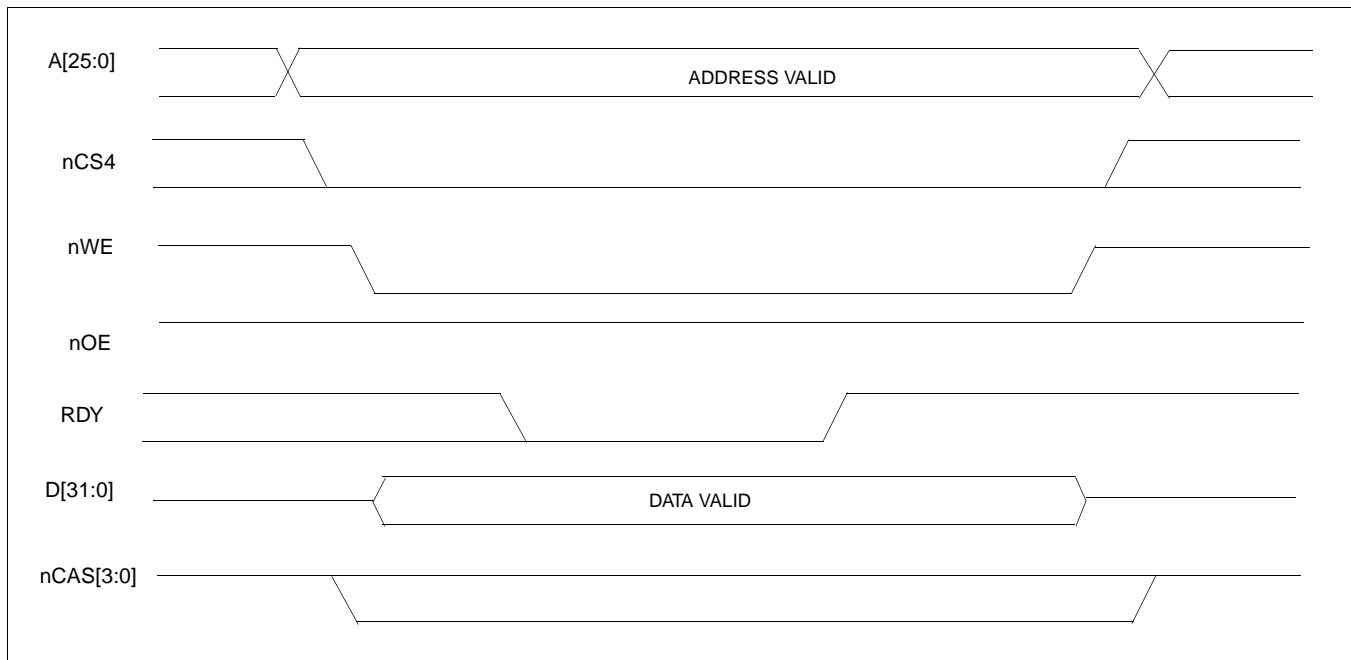 A[25:0]
ADDRESS VALID
nCS4
nWE
nOE
RDY
D[31:0]
DATA VALID
nCAS[3:0]